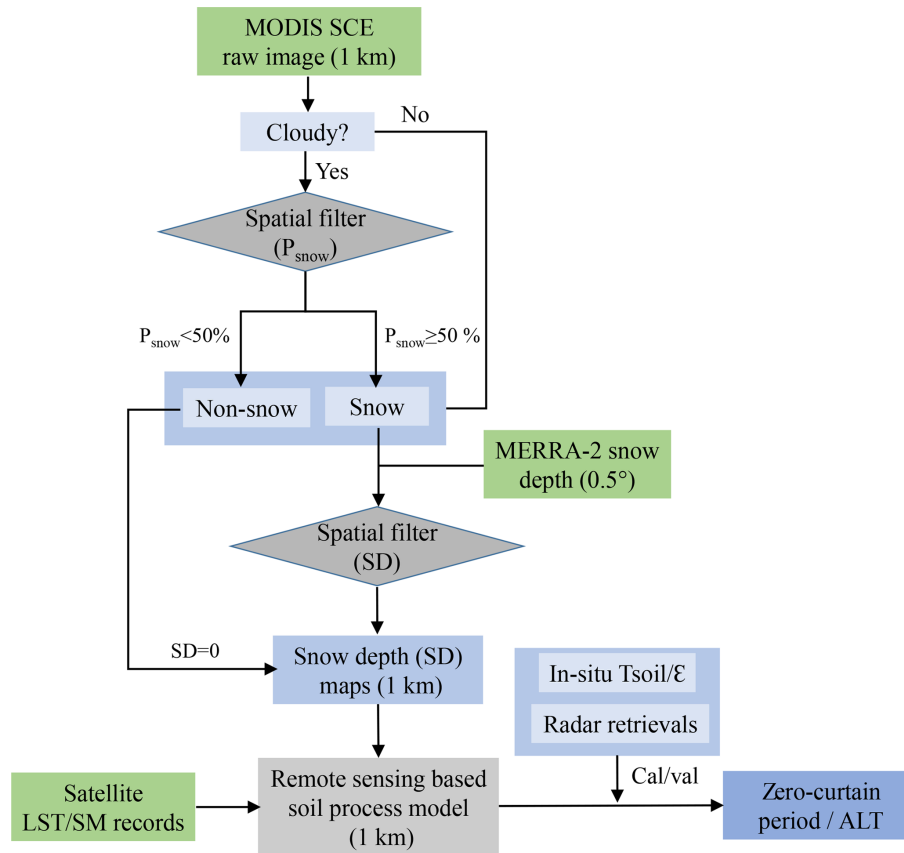 MODIS SCE
raw image (1 km)
Cloudy?
No
Yes
Spatial filter
(Psnow)
Psnow<50%
Psnow≥50 %
Non-snow
Snow
MERRA-2 snow
depth (0.5°)
Spatial filter
(SD)
SD=0
Snow depth (SD)
maps (1 km)
In-situ Tsoil/Ɛ
Radar retrievals
Cal/val
Satellite
LST/SM records
Remote sensing based
soil process model
(1 km)
Zero-curtain
period / ALT